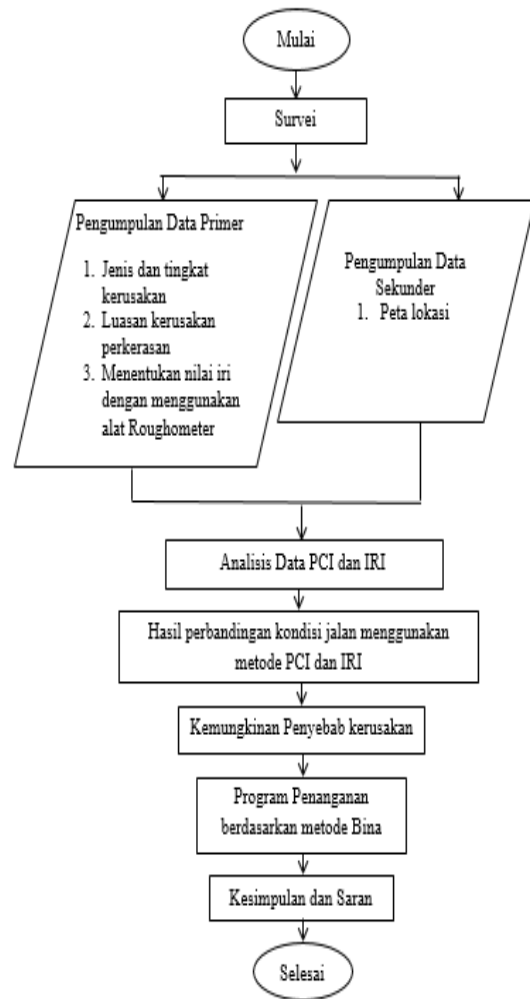 Mulai
Survei
Pengumpulan Data Primer
1. Jenis dan tingkat
kerusakan
2. Luasan kerusakan
perkerasan
3. Menentukan nilai iri
dengan menggunakan
alat Roughometer
Pengumpulan Data
Sekunder
1. Peta lokasi
Analisis Data PCI dan IRI
Hasil perbandingan kondisi jalan menggunakan
metode PCI dan IRI
Kemungkinan Penyebab kerusakan
Program Penanganan
berdasarkan metode Bina
Kesimpulan dan Saran
Selesai